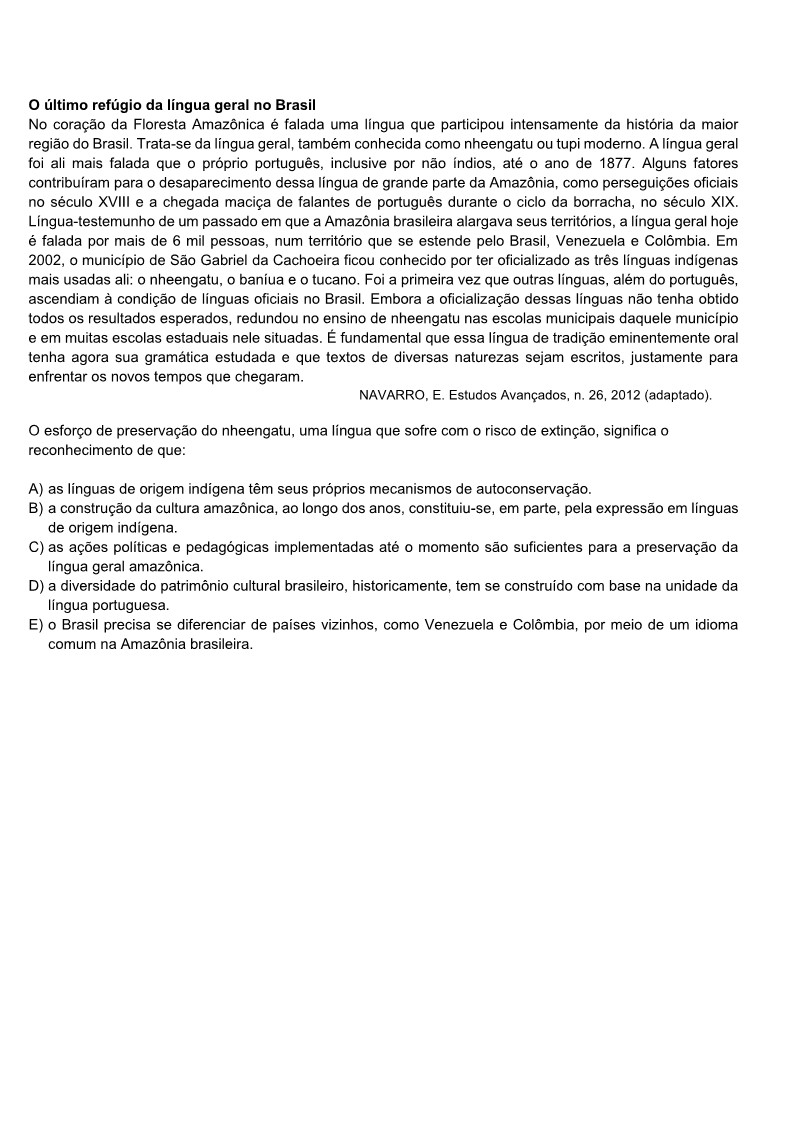 O último refúgio da língua geral no Brasil
No coração da Floresta Amazônica é falada uma língua que participou intensamente da história da maior
região do Brasil. Trata-se da língua geral, também conhecida como nheengatu ou tupi moderno. A língua geral
foi ali mais falada que o próprio português, inclusive por não índios, até o ano de 1877. Alguns fatores
contribuíram para o desaparecimento dessa língua de grande parte da Amazônia, como perseguições oficiais
no século XVIII e a chegada maciça de falantes de português durante o ciclo da borracha, no século XIX.
Língua-testemunho de um passado em que a Amazônia brasileira alargava seus territórios, a língua geral hoje
é falada por mais de 6 mil pessoas, num território que se estende pelo Brasil, Venezuela e Colômbia. Em
2002, o município de São Gabriel da Cachoeira ficou conhecido por ter oficializado as três línguas indígenas
mais usadas ali: o nheengatu, o baníua e o tucano. Foi a primeira vez que outras línguas, além do português,
ascendiam à condição de línguas oficiais no Brasil. Embora a oficialização dessas línguas não tenha obtido
todos os resultados esperados, redundou no ensino de nheengatu nas escolas municipais daquele município
e em muitas escolas estaduais nele situadas. É fundamental que essa língua de tradição eminentemente oral
tenha agora sua gramática estudada e que textos de diversas naturezas sejam escritos, justamente para
enfrentar os novos tempos que chegaram.
NAVARRO, E. Estudos Avançados, n. 26, 2012 (adaptado).
O esforço de preservação do nheengatu, uma língua que sofre com o risco de extinção, significa o
reconhecimento de que:
A) as línguas de origem indígena têm seus próprios mecanismos de autoconservação.
B) a construção da cultura amazônica, ao longo dos anos, constituiu-se, em parte, pela expressão em línguas
de origem indígena.
C) as ações políticas e pedagógicas implementadas até o momento são suficientes para a preservação da
língua geral amazônica.
D) a diversidade do patrimônio cultural brasileiro, historicamente, tem se construído com base na unidade da
língua portuguesa.
E) o Brasil precisa se diferenciar de países vizinhos, como Venezuela e Colômbia, por meio de um idioma
comum na Amazônia brasileira.